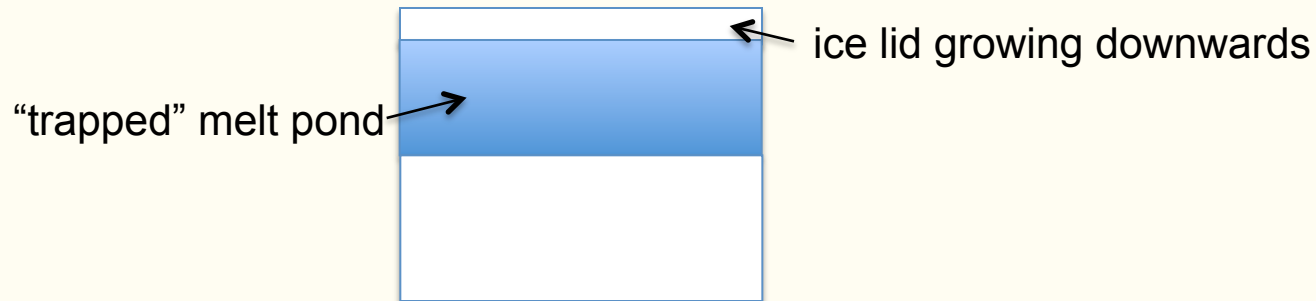 ice lid growing downwards
“trapped” melt pond